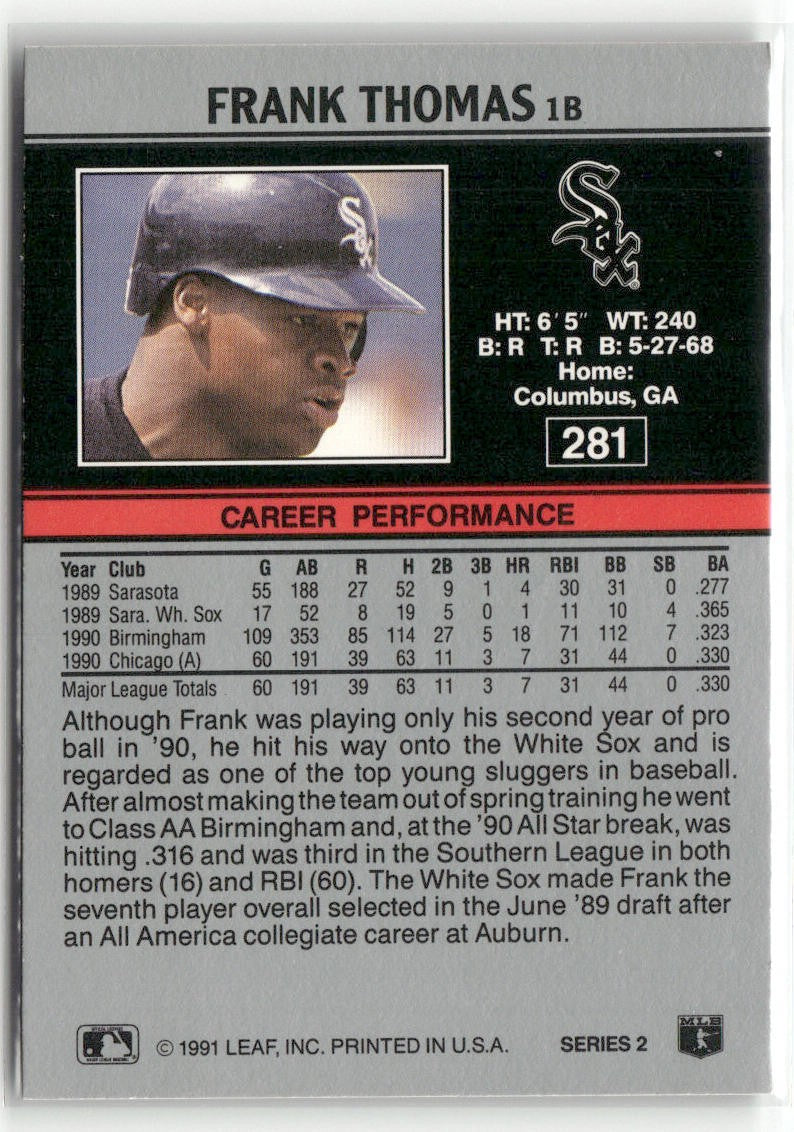 FRANK THOMAS 1B
Sox
Sox
HT: 6' 5" WT: 240
B: R T: R B: 5-27-68
Home:
Columbus, GA
281
CAREER PERFORMANCE
Year Club G AB R H 2B 3B HR RBI BB SB BA
1989 Sarasota 55 188 27 52 9 1 4 30 31 0 .277
1989 Sara. Wh. Sox 17 52 8 19 5 0 1 11 10 4 .365
1990 Birmingham 109 353 85 114 27 5 18 71 112 7 .323
1990 Chicago (A) 60 191 39 63 11 3 7 31 44 0 .330
Major League Totals 60 191 39 63 11 3 7 31 44 0 .330
Although Frank was playing only his second year of pro
ball in '90, he hit his way onto the White Sox and is
regarded as one of the top young sluggers in baseball.
After almost making the team out of spring training he went
to Class AA Birmingham and, at the '90 All Star break, was
hitting .316 and was third in the Southern League in both
homers (16) and RBI (60). The White Sox made Frank the
seventh player overall selected in the June '89 draft after
an All America collegiate career at Auburn.
© 1991 LEAF, INC. PRINTED IN U.S.A. SERIES 2 MLB